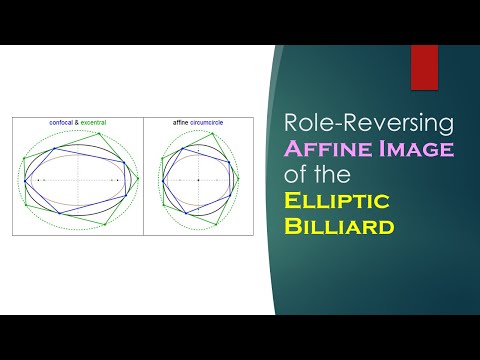 confocal & excentral
affine circumcircle
Role-Reversing
Affine Image
of the
Elliptic
Billiard